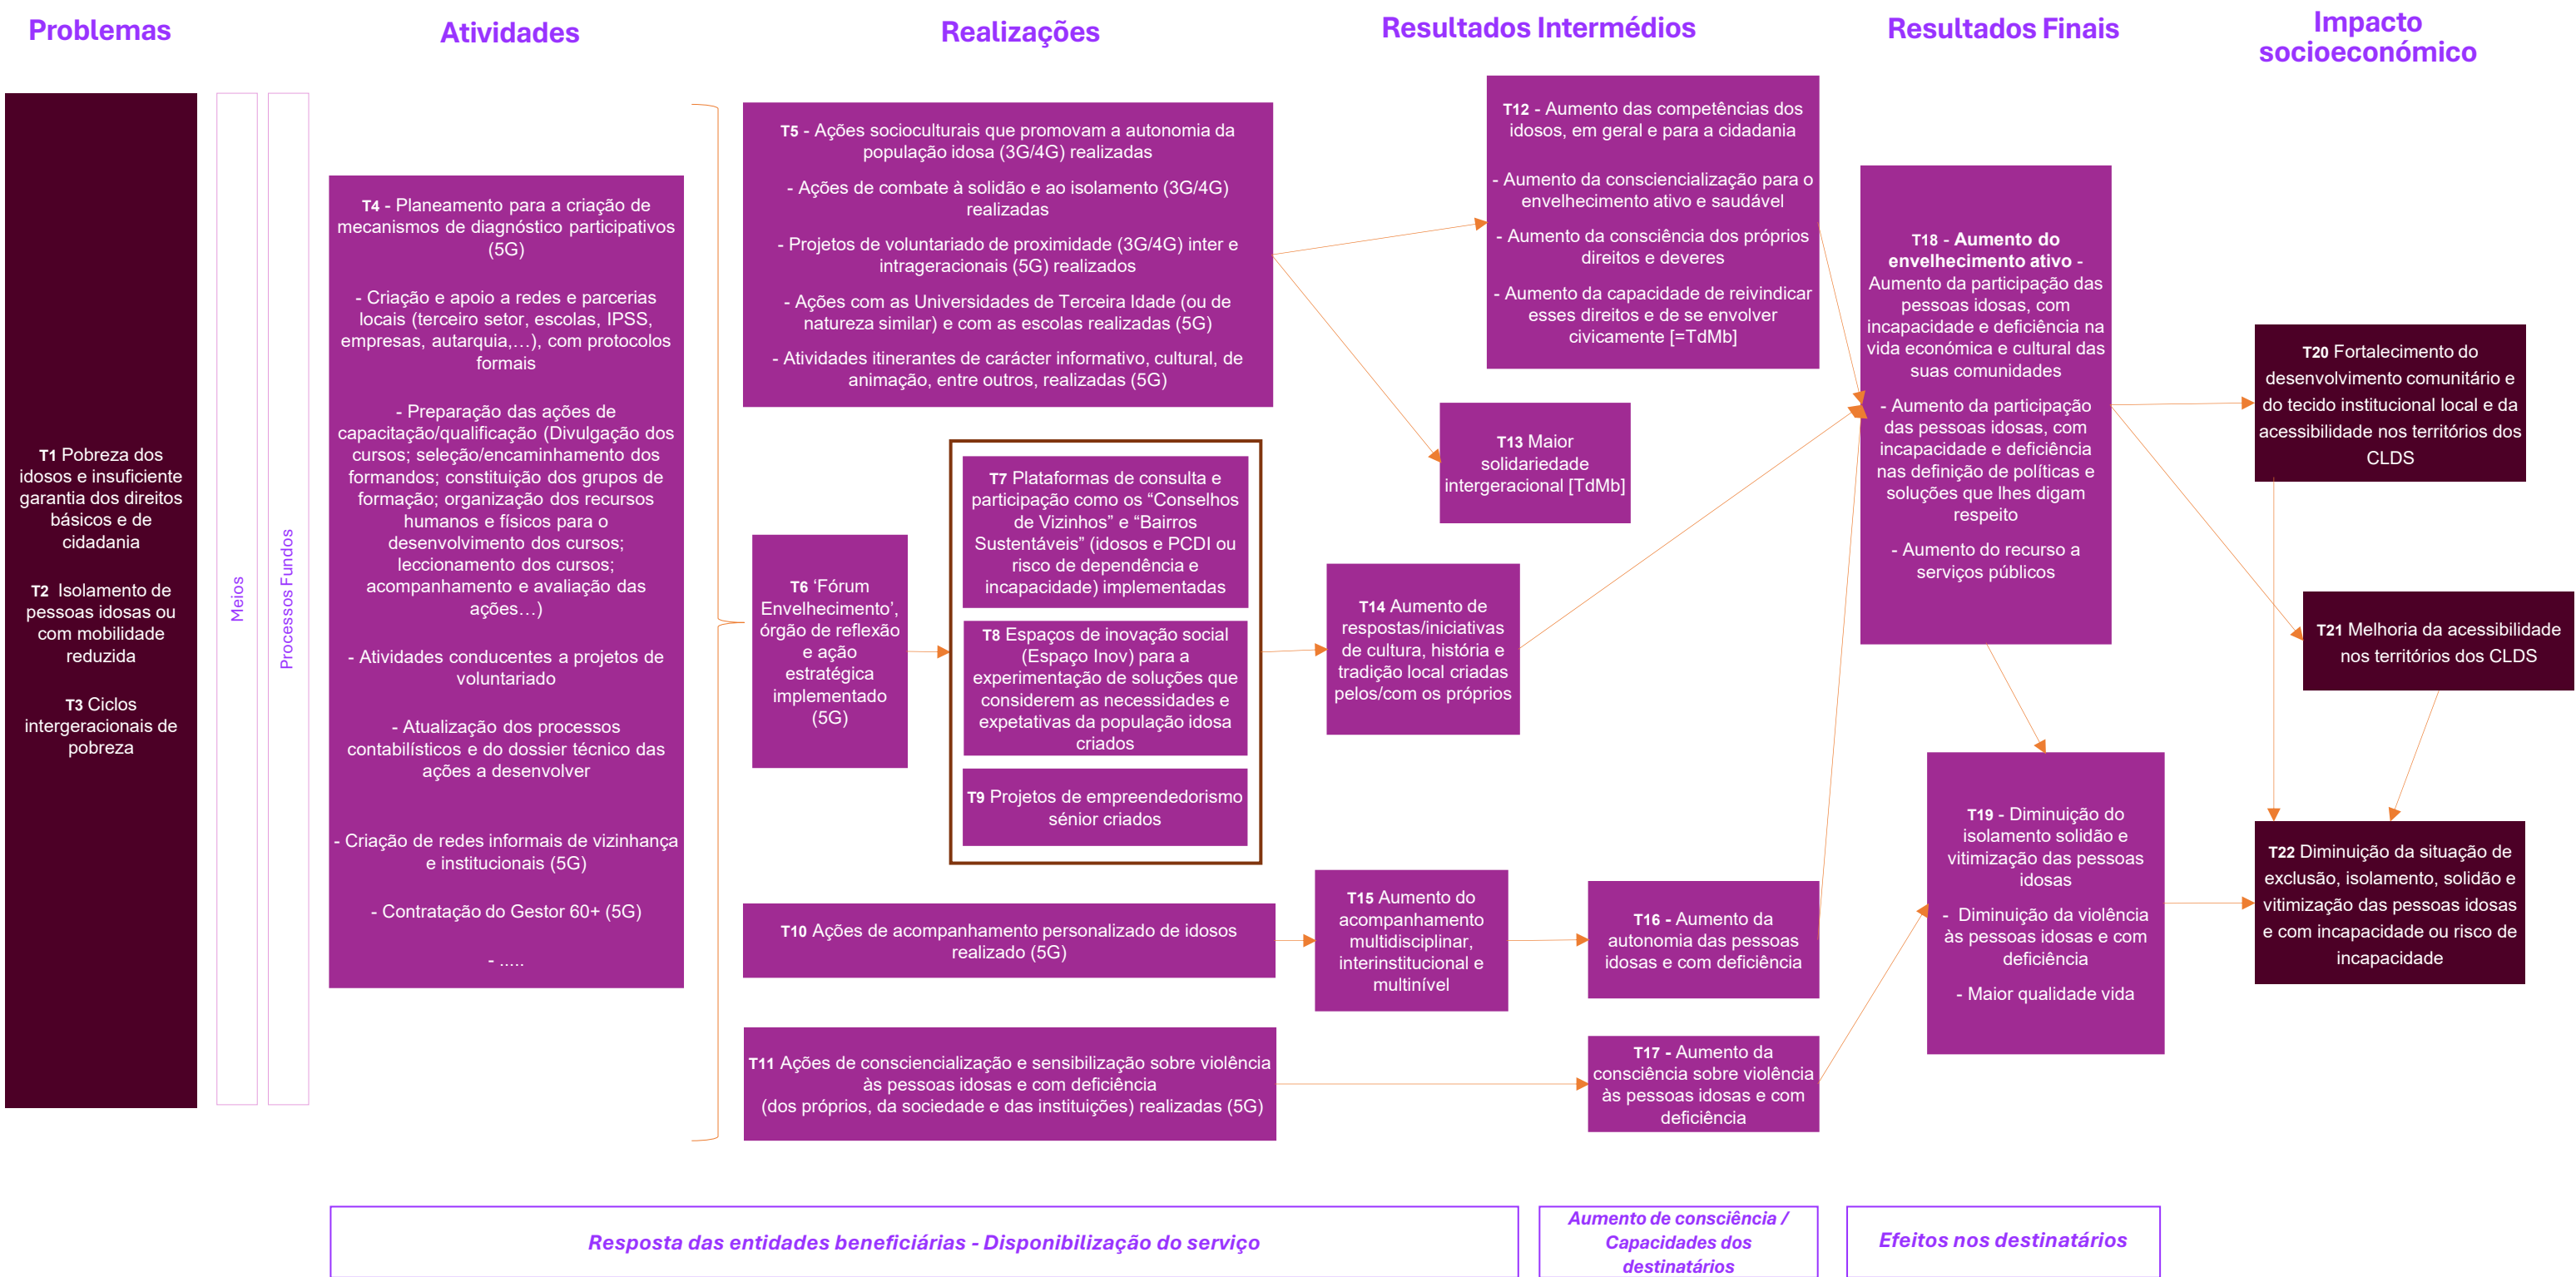 Problemas
Atividades
Realizações
Resultados Intermédios
Resultados Finais
Impacto
socioeconómico
T1 Pobreza dos
idosos e insuficiente
garantia dos direitos
básicos e de
cidadania
T2 Isolamento de
pessoas idosas ou
com mobilidade
reduzida
T3 Ciclos
intergeracionais de
pobreza
Meios
Processos Fundos
T4 - Planeamento para a criação de
mecanismos de diagnóstico participativos
(5G)
- Criação e apoio a redes e parcerias
locais (terceiro setor, escolas, IPSS,
empresas, autarquia,…), com protocolos
formais
- Preparação das ações de
capacitação/qualificação (Divulgação dos
cursos; seleção/encaminhamento dos
formandos; constituição dos grupos de
formação; organização dos recursos
humanos e físicos para o
desenvolvimento dos cursos;
leccionamento dos cursos;
acompanhamento e avaliação das
ações…)
- Atividades conducentes a projetos de
voluntariado
- Atualização dos processos
contabilísticos e do dossier técnico das
ações a desenvolver
- Criação de redes informais de vizinhança
e institucionais (5G)
- Contratação do Gestor 60+ (5G)
- .....
T5 - Ações socioculturais que promovam a autonomia da
população idosa (3G/4G) realizadas
- Ações de combate à solidão e ao isolamento (3G/4G)
realizadas
- Projetos de voluntariado de proximidade (3G/4G) inter e
intrageracionais (5G) realizados
- Ações com as Universidades de Terceira Idade (ou de
natureza similar) e com as escolas realizadas (5G)
- Atividades itinerantes de carácter informativo, cultural, de
animação, entre outros, realizadas (5G)
T6 ‘Fórum
Envelhecimento’,
órgão de reflexão
e ação
estratégica
implementado
(5G)
T7 Plataformas de consulta e
participação como os “Conselhos
de Vizinhos” e “Bairros
Sustentáveis” (idosos e PCDI ou
risco de dependência e
incapacidade) implementadas
T8 Espaços de inovação social
(Espaço Inov) para a
experimentação de soluções que
considerem as necessidades e
expetativas da população idosa
criados
T9 Projetos de empreendedorismo
sénior criados
T10 Ações de acompanhamento personalizado de idosos
realizado (5G)
T11 Ações de consciencialização e sensibilização sobre violência
às pessoas idosas e com deficiência
(dos próprios, da sociedade e das instituições) realizadas (5G)
T12 - Aumento das competências dos
idosos, em geral e para a cidadania
- Aumento da consciencialização para o
envelhecimento ativo e saudável
- Aumento da consciência dos próprios
direitos e deveres
- Aumento da capacidade de reivindicar
esses direitos e de se envolver
civicamente [=TdMb]
T13 Maior
solidariedade
intergeracional [TdMb]
T14 Aumento de
respostas/iniciativas
de cultura, história e
tradição local criadas
pelos/com os próprios
T15 Aumento do
acompanhamento
multidisciplinar,
interinstitucional e
multinível
T16 - Aumento da
autonomia das pessoas
idosas e com deficiência
T17 - Aumento da
consciência sobre violência
às pessoas idosas e com
deficiência
T18 - Aumento do
envelhecimento ativo -
Aumento da participação das
pessoas idosas, com
incapacidade e deficiência na
vida económica e cultural das
suas comunidades
- Aumento da participação
das pessoas idosas, com
incapacidade e deficiência
nas definição de políticas e
soluções que lhes digam
respeito
- Aumento do recurso a
serviços públicos
T19 - Diminuição do
isolamento solidão e
vitimização das pessoas
idosas
- Diminuição da violência
às pessoas idosas e com
deficiência
- Maior qualidade vida
T20 Fortalecimento do
desenvolvimento comunitário e
do tecido institucional local e da
acessibilidade nos territórios dos
CLDS
T21 Melhoria da acessibilidade
nos territórios dos CLDS
T22 Diminuição da situação de
exclusão, isolamento, solidão e
vitimização das pessoas idosas
e com incapacidade ou risco de
incapacidade
Resposta das entidades beneficiárias - Disponibilização do serviço
Aumento de consciência /
Capacidades dos
destinatários
Efeitos nos destinatários